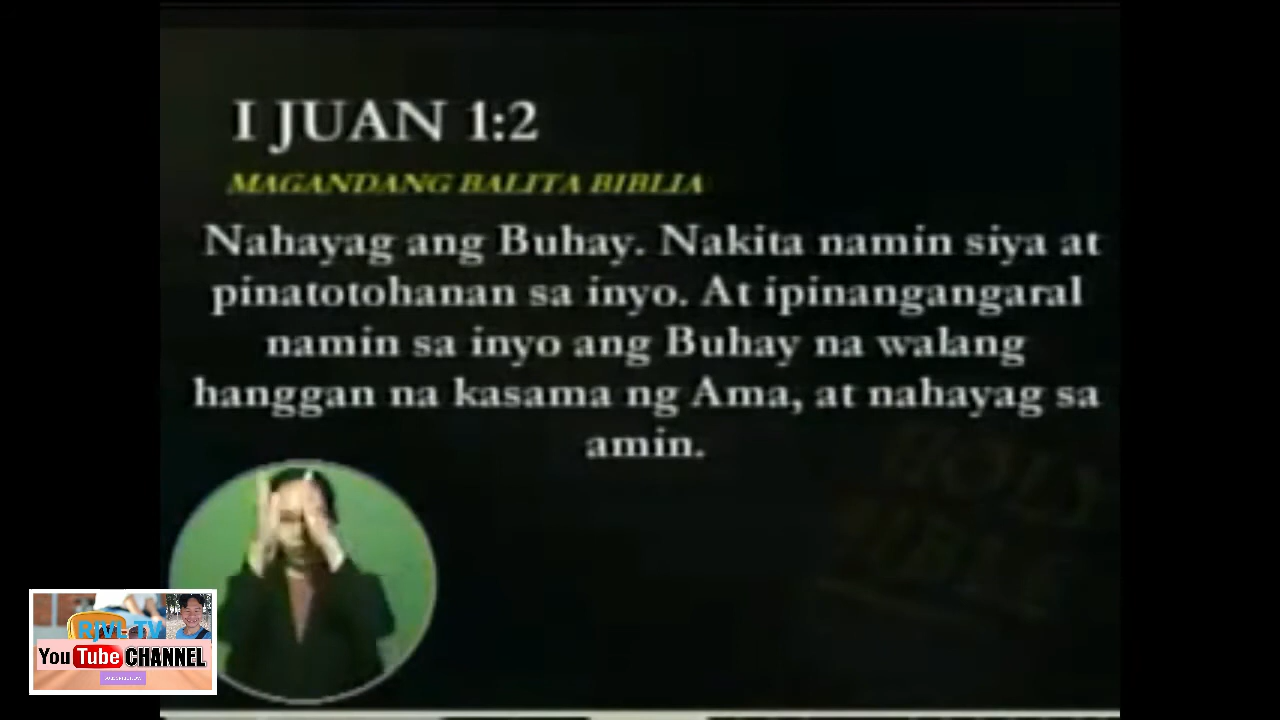 I JUAN 1:2
MAGANDANG BALITA BIBLIA
Nahayag ang Buhay. Nakita namin siya at
pinatotohanan sa inyo. At ipinangangaral
namin sa inyo ang Buhay na walang
hanggan na kasama ng Ama, at nahayag sa
amin.
HOLY
BIBLE
RJVL TV
YouTube CHANNEL